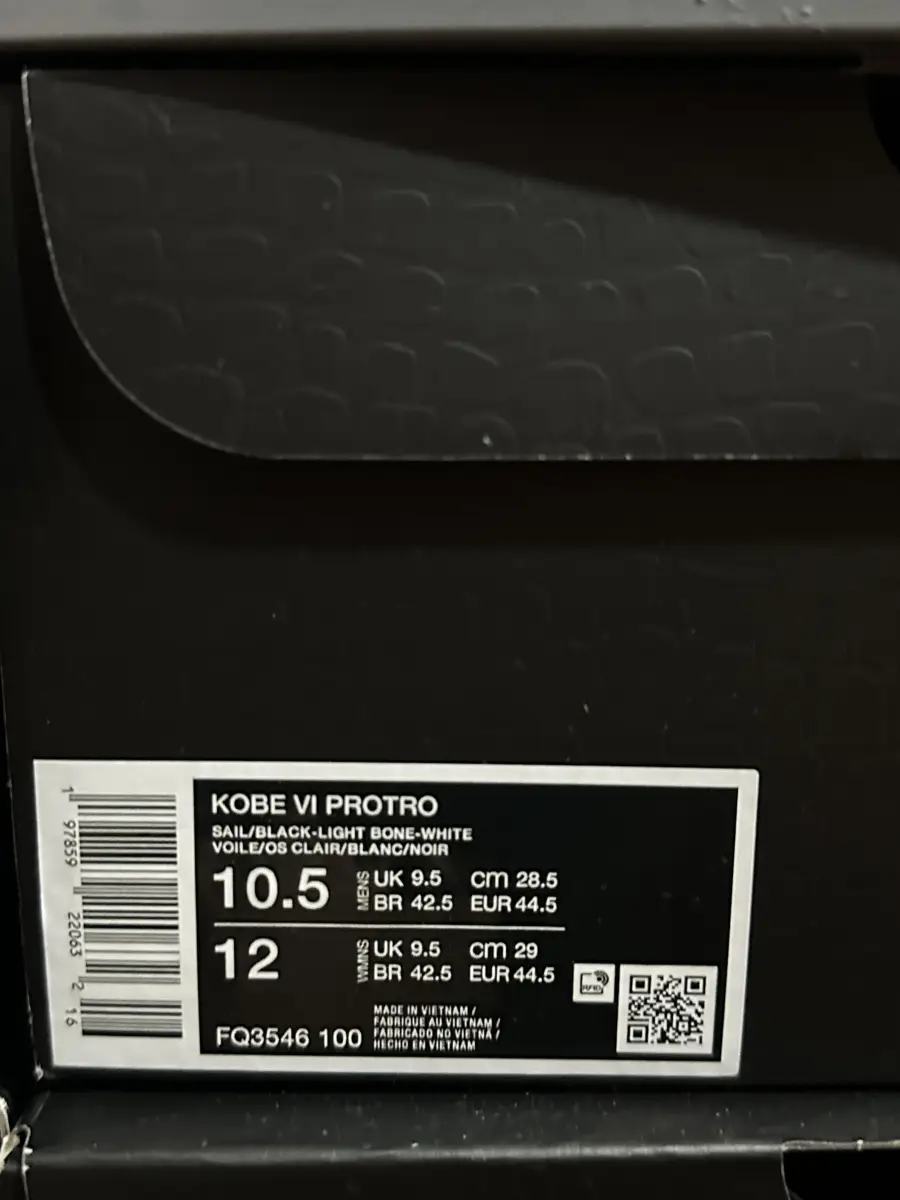 KOBE VI PROTRO
SAIL/BLACK-LIGHT BONE-WHITE
VOILE/OS CLAIR/BLANC/NOIR
10.5 MENS UK 9.5 CM 28.5
BR 42.5 EUR 44.5
12 WMNS UK 9.5 CM 29
BR 42.5 EUR 44.5
FQ3546 100
MADE IN VIETNAM /
FABRIQUE AU VIETNAM /
FABRICADO NO VIETNÃ /
HECHO EN VIETNAM
RFID
1 97859 22063 2 16